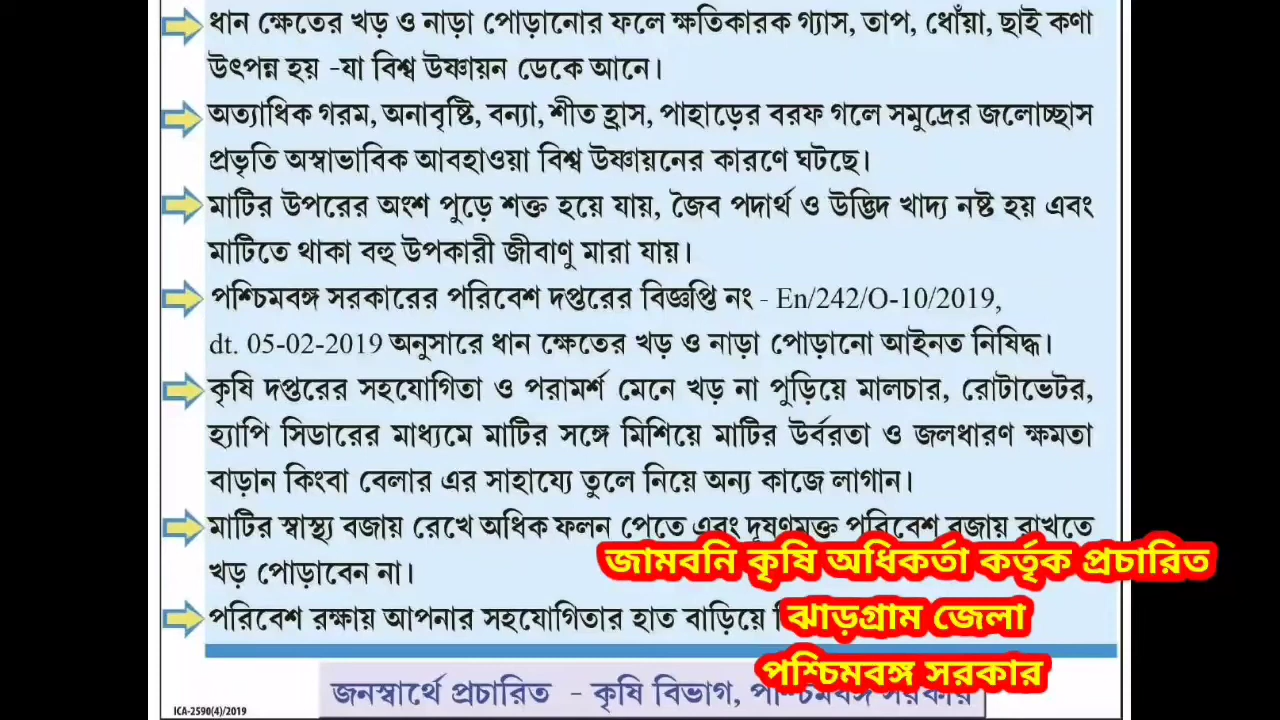 ধান ক্ষেতের খড় ও নাড়া পোড়ানোর ফলে ক্ষতিকারক গ্যাস, তাপ, ধোঁয়া, ছাই কণা
উৎপন্ন হয় -যা বিশ্ব উষ্ণায়ন ডেকে আনে।
অত্যাধিক গরম, অনাবৃষ্টি, বন্যা, শীত হ্রাস, পাহাড়ের বরফ গলে সমুদ্রের জলোচ্ছাস
প্রভৃতি অস্বাভাবিক আবহাওয়া বিশ্ব উষ্ণায়নের কারণে ঘটছে।
মাটির উপরের অংশ পুড়ে শক্ত হয়ে যায়, জৈব পদার্থ ও উদ্ভিদ খাদ্য নষ্ট হয় এবং
মাটিতে থাকা বহু উপকারী জীবাণু মারা যায়।
পশ্চিমবঙ্গ সরকারের পরিবেশ দপ্তরের বিজ্ঞপ্তি নং - En/242/O-10/2019,
dt. 05-02-2019 অনুসারে ধান ক্ষেতের খড় ও নাড়া পোড়ানো আইনত নিষিদ্ধ।
কৃষি দপ্তরের সহযোগিতা ও পরামর্শ মেনে খড় না পুড়িয়ে মালচার, রোটাভেটর,
হ্যাপি সিডারের মাধ্যমে মাটির সঙ্গে মিশিয়ে মাটির উর্বরতা ও জলধারণ ক্ষমতা
বাড়ান কিংবা বেলার এর সাহায্যে তুলে নিয়ে অন্য কাজে লাগান।
মাটির স্বাস্থ্য বজায় রেখে অধিক ফলন পেতে এবং দূষণমুক্ত পরিবেশ বজায় রাখতে
খড় পোড়াবেন না।
জামবনি কৃষি অধিকর্তা কর্তৃক প্রচারিত
পরিবেশ রক্ষায় আপনার সহযোগিতার হাত বাড়িয়ে
ঝাড়গ্রাম জেলা
পশ্চিমবঙ্গ সরকার
জনস্বার্থে প্রচারিত - কৃষি বিভাগ, পশ্চিমবঙ্গ সরকার
ICA-2590(4)/2019